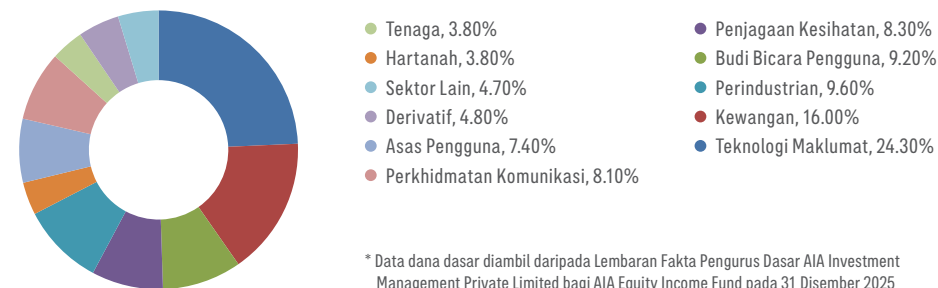 Tenaga, 3.80%
Hartanah, 3.80%
Sektor Lain, 4.70%
Derivatif, 4.80%
Asas Pengguna, 7.40%
Perkhidmatan Komunikasi, 8.10%
Penjagaan Kesihatan, 8.30%
Budi Bicara Pengguna, 9.20%
Perindustrian, 9.60%
Kewangan, 16.00%
Teknologi Maklumat, 24.30%
* Data dana dasar diambil daripada Lembaran Fakta Pengurus Dasar AIA Investment
Management Private Limited bagi AIA Equity Income Fund pada 31 Disember 2025